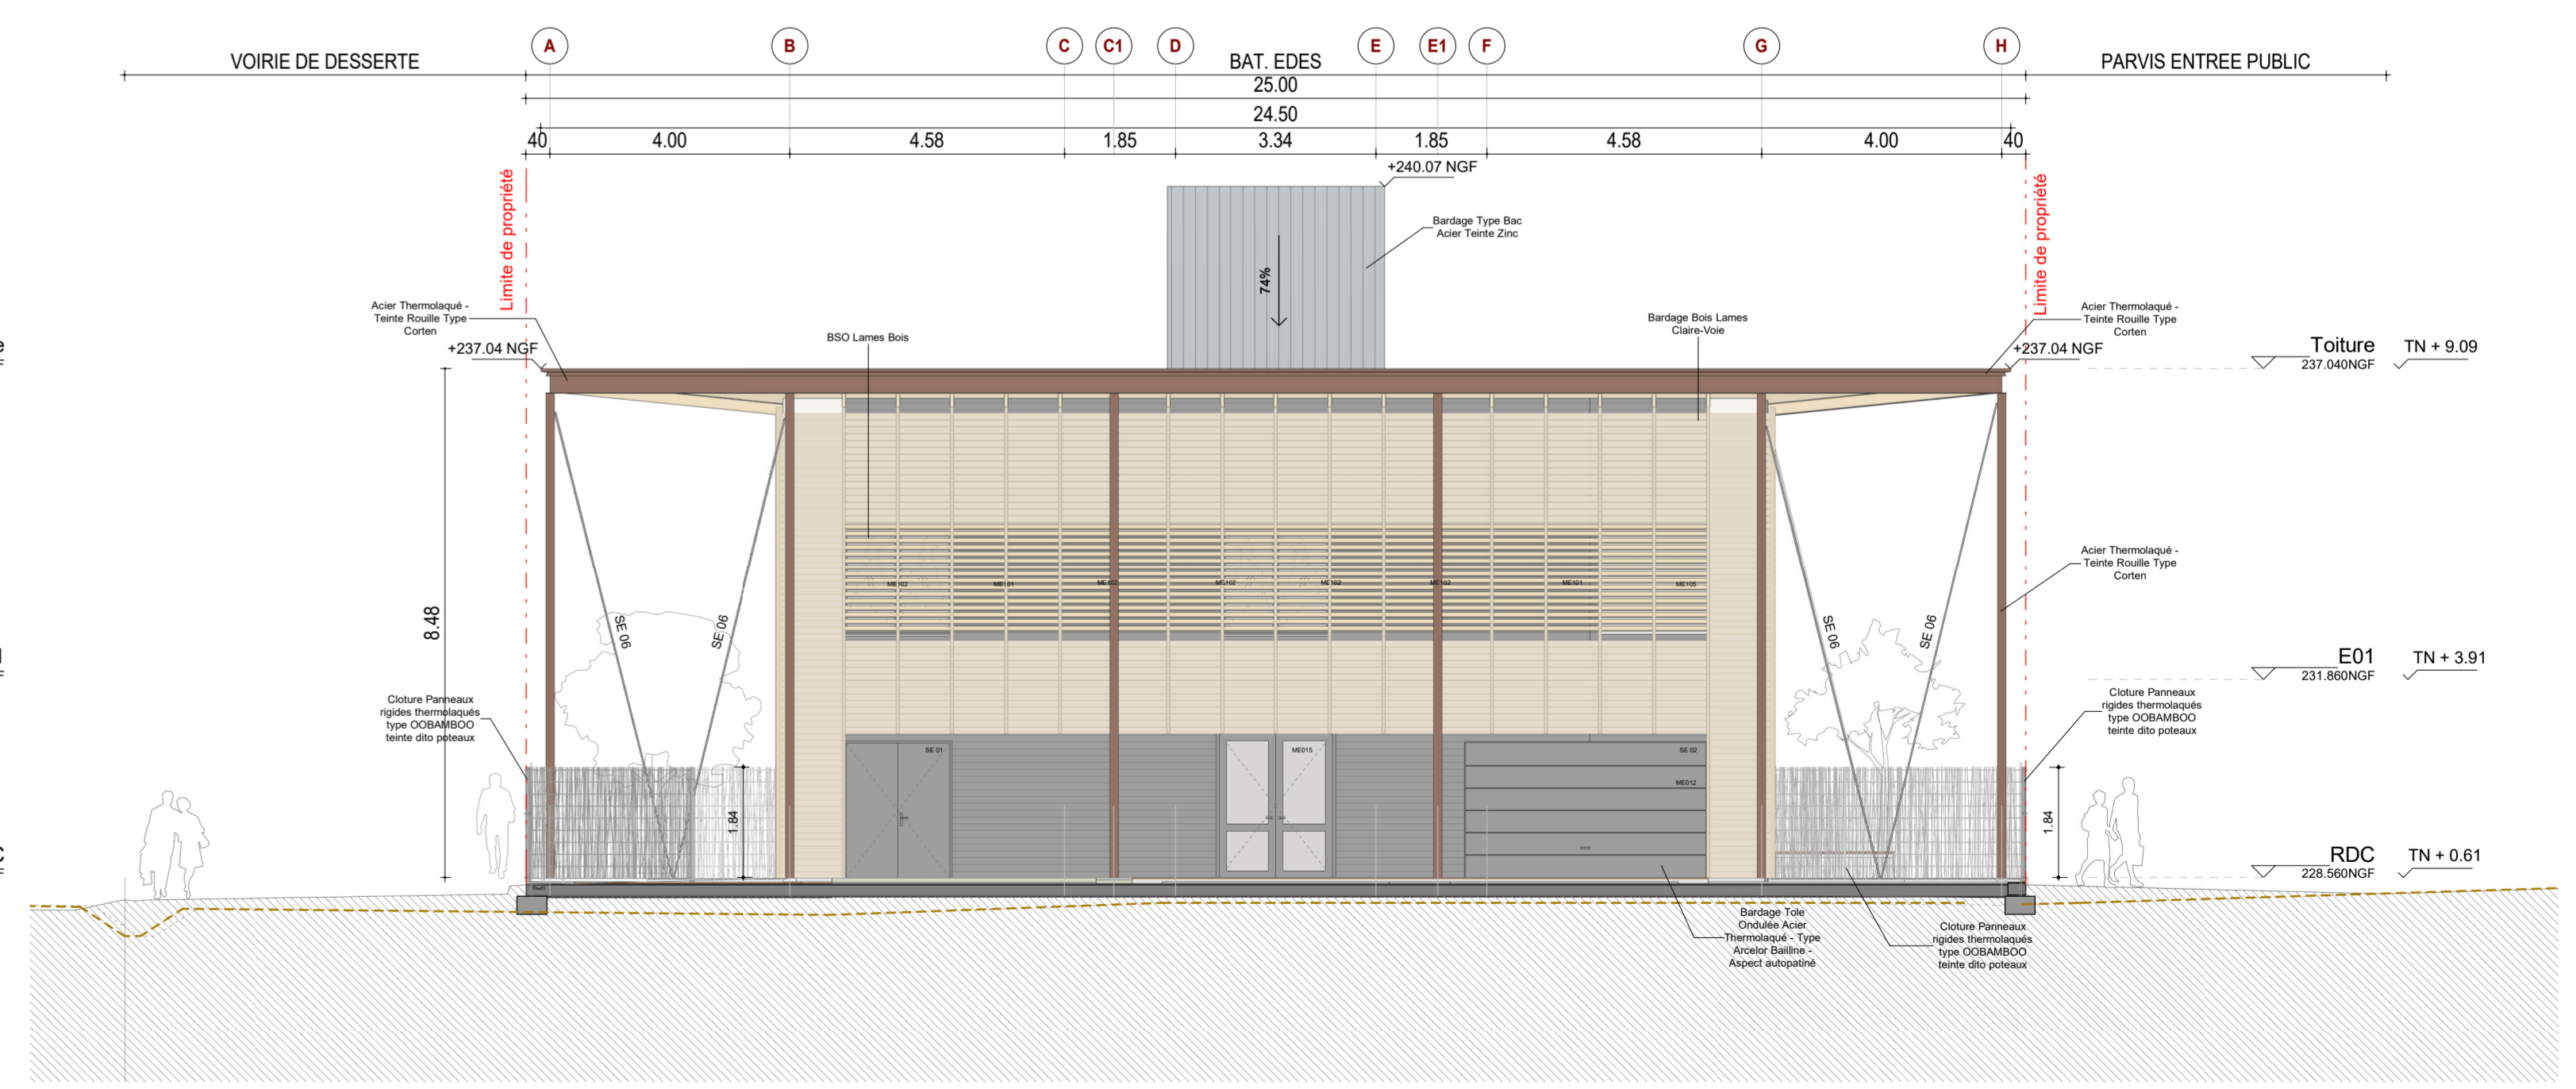 A B C C1 D E E1 F G H
VOIRIE DE DESSERTE
BAT. EDES
PARVIS ENTREE PUBLIC
25.00
24.50
40 4.00 4.58 1.85 3.34 1.85 4.58 4.00 40
+240.07 NGF
Limite de propriété
Limite de propriété
Bardage Type Bac
Acier Teinte Zinc
74%
Acier Thermolaqué -
Teinte Rouille Type
Corten
+237.04 NGF
BSO Lames Bois
Bardage Bois Lames
Claire-Voie
Acier Thermolaqué -
Teinte Rouille Type
Corten
+237.04 NGF
Toiture
237.040NGF
TN + 9.09
Acier Thermolaqué -
Teinte Rouille Type
Corten
ME102 ME101 ME102 ME102 ME102 ME102 ME101 ME105
8.48
SE 06
SE 06
SE 06
SE 06
E01
231.860NGF
TN + 3.91
Cloture Panneaux
rigides thermolaqués
type OOBAMBOO
teinte dito poteaux
Cloture Panneaux
rigides thermolaqués
type OOBAMBOO
teinte dito poteaux
SE 01
ME015
SE 02
ME012
1.84
1.84
RDC
228.560NGF
TN + 0.61
Bardage Tole
Ondulée Acier
Thermolaqué - Type
Arcelor Bailline -
Aspect autopatiné
Cloture Panneaux
rigides thermolaqués
type OOBAMBOO
teinte dito poteaux